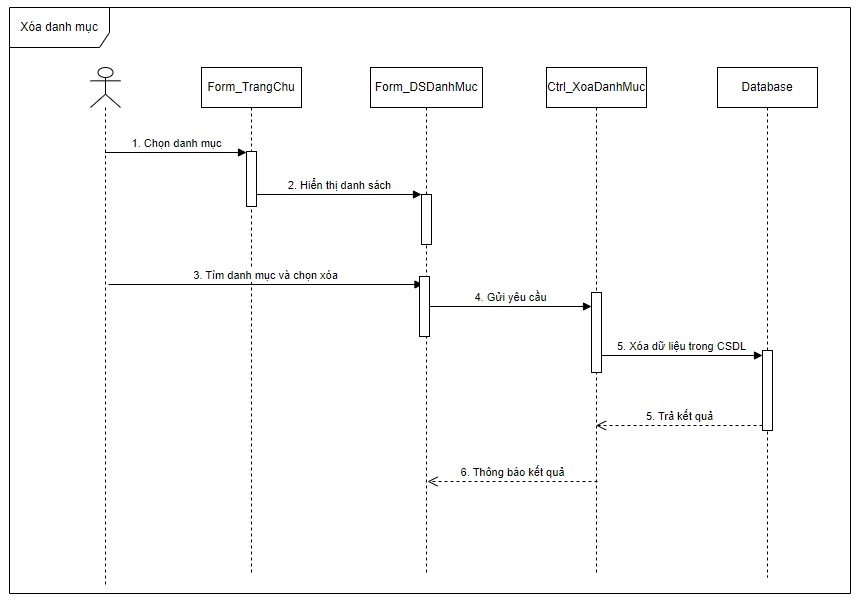 Xóa danh mục
Form_TrangChu
Form_DSDanhMuc
Ctrl_XoaDanhMuc
Database
1. Chọn danh mục
2. Hiển thị danh sách
3. Tìm danh mục và chọn xóa
4. Gửi yêu cầu
5. Xóa dữ liệu trong CSDL
5. Trả kết quả
6. Thông báo kết quả